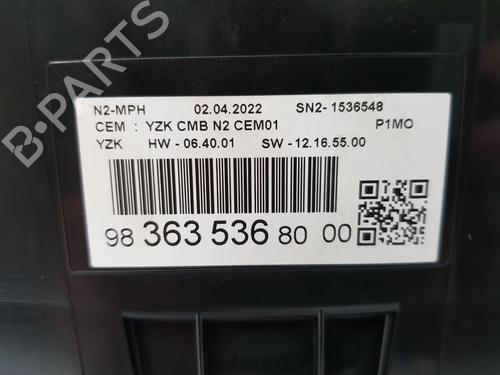 N2-MPH 02.04.2022 SN2- 1536548
CEM : YZK CMB N2 CEM01 P1MO
YZK HW - 06.40.01 SW -12.16.55.00
98 363 536 80 00